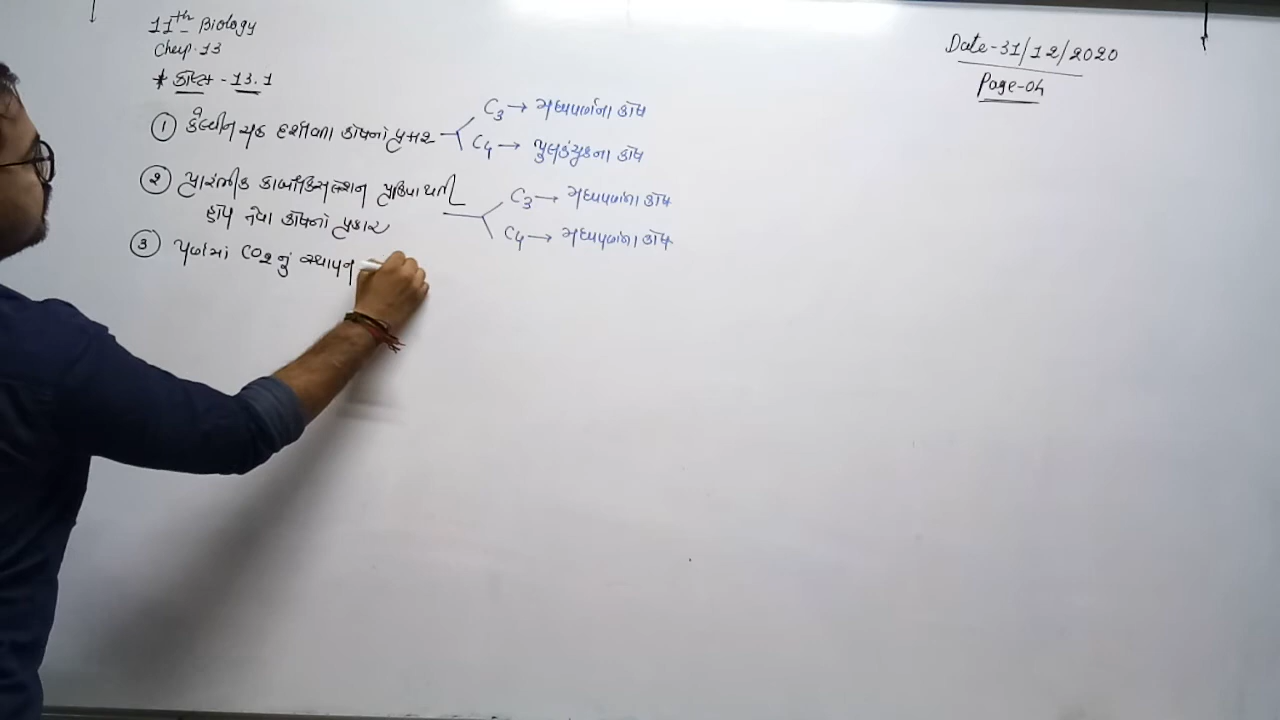 11th Biology
Chap-13
* કોષ્ટક - 13.1
Date-31/12/2020
Page-04
① કેલ્વીન ચક્ર દર્શાવતા કોષનો પ્રકાર
C3 → મધ્યપર્ણના કોષ
C4 → પુલકંચુકના કોષ
② પ્રારંભીક કાર્બોક્સિલેશન પ્રક્રિયા થતી
હોય તેવા કોષનો પ્રકાર
C3 → મધ્યપર્ણના કોષ
C4 → મધ્યપર્ણના કોષ
③ પર્ણમાં CO2નું સ્થાપન